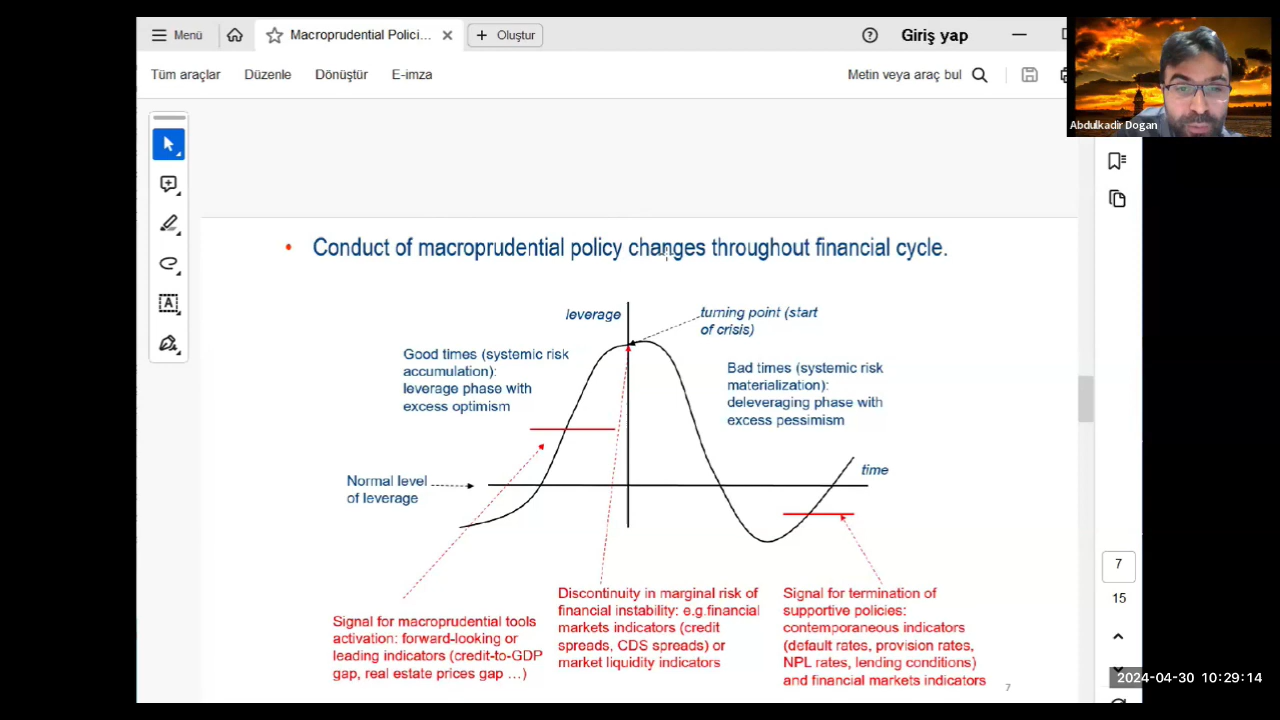 Menü
Macroprudential Polici...
Oluştur
Giriş yap
Tüm araçlar
Düzenle
Dönüştür
E-imza
Metin veya araç bul
Abdulkadir Dogan
• Conduct of macroprudential policy changes throughout financial cycle.
leverage
turning point (start
of crisis)
Good times (systemic risk
accumulation):
leverage phase with
excess optimism
Bad times (systemic risk
materialization):
deleveraging phase with
excess pessimism
Normal level
of leverage
time
Signal for macroprudential tools
activation: forward-looking or
leading indicators (credit-to-GDP
gap, real estate prices gap …)
Discontinuity in marginal risk of
financial instability: e.g.financial
markets indicators (credit
spreads, CDS spreads) or
market liquidity indicators
Signal for termination of
supportive policies:
contemporaneous indicators
(default rates, provision rates,
NPL rates, lending conditions)
and financial markets indicators
7
7
15
2024-04-30 10:29:14